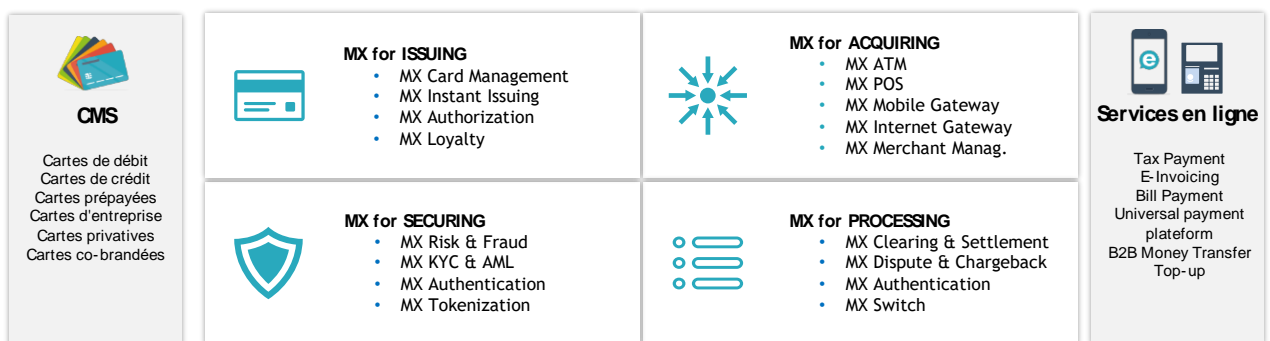 CMS
Cartes de débit
Cartes de crédit
Cartes prépayées
Cartes d'entreprise
Cartes privatives
Cartes co-brandées
MX for ISSUING
• MX Card Management
• MX Instant Issuing
• MX Authorization
• MX Loyalty
MX for ACQUIRING
• MX ATM
• MX POS
• MX Mobile Gateway
• MX Internet Gateway
• MX Merchant Manag.
MX for SECURING
• MX Risk & Fraud
• MX KYC & AML
• MX Authentication
• MX Tokenization
MX for PROCESSING
• MX Clearing & Settlement
• MX Dispute & Chargeback
• MX Authentication
• MX Switch
Services en ligne
Tax Payment
E-Invoicing
Bill Payment
Universal payment
plateform
B2B Money Transfer
Top-up